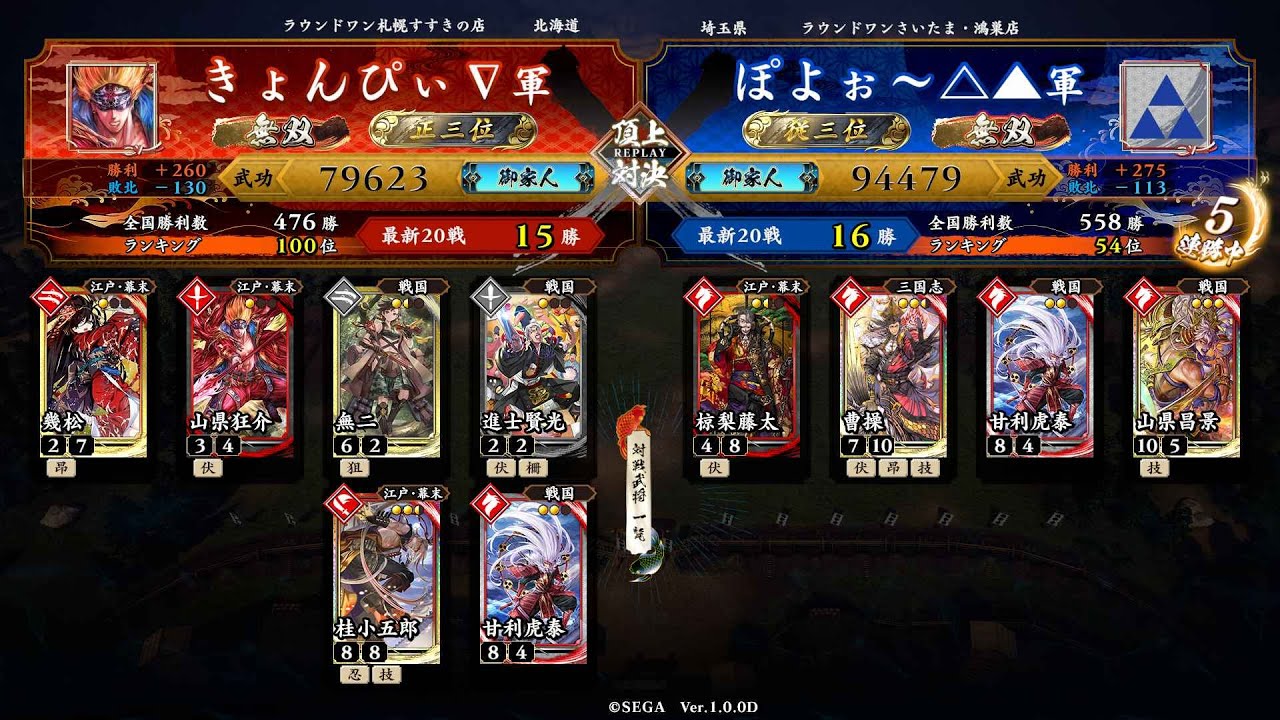 ラウンドワン札幌すすきの店 北海道
埼玉県 ラウンドワンさいたま・鴻巣店
きょんぴぃ∇軍
ぽよぉ～△▲軍
無双 正三位
従三位 無双
頂上
REPLAY
対決
勝利 +260
敗北 -130
武功 79623 御家人
御家人 94479 武功
勝利 +275
敗北 -113
全国勝利数 476勝
ランキング 100位
最新20戦 15勝
最新20戦 16勝
全国勝利数 558勝
ランキング 54位
5
連勝中
江戸・幕末 江戸・幕末 戦国 戦国
幾松 山県狂介 無二 進士賢光
2 7 3 4 6 2 2 2
昂 伏 狙 伏 柵
江戸・幕末 三国志 戦国 戦国
椋梨藤太 曹操 甘利虎泰 山県昌景
4 8 7 10 8 4 10 5
伏 伏 昂 技 技
対戦武将一覧
江戸・幕末 戦国
桂小五郎 甘利虎泰
8 8 8 4
忍 技
©SEGA Ver.1.0.0D